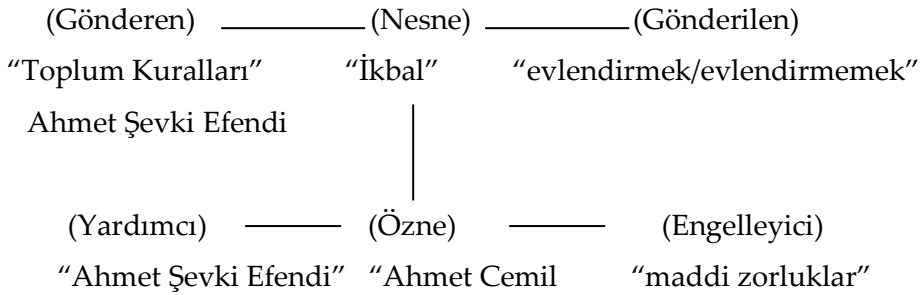 (Gönderen) (Nesne) (Gönderilen)
“Toplum Kuralları” “İkbal” “evlendirmek/evlendirmemek”
Ahmet Şevki Efendi
(Yardımcı) (Özne) (Engelleyici)
“Ahmet Şevki Efendi” “Ahmet Cemil “maddi zorluklar”